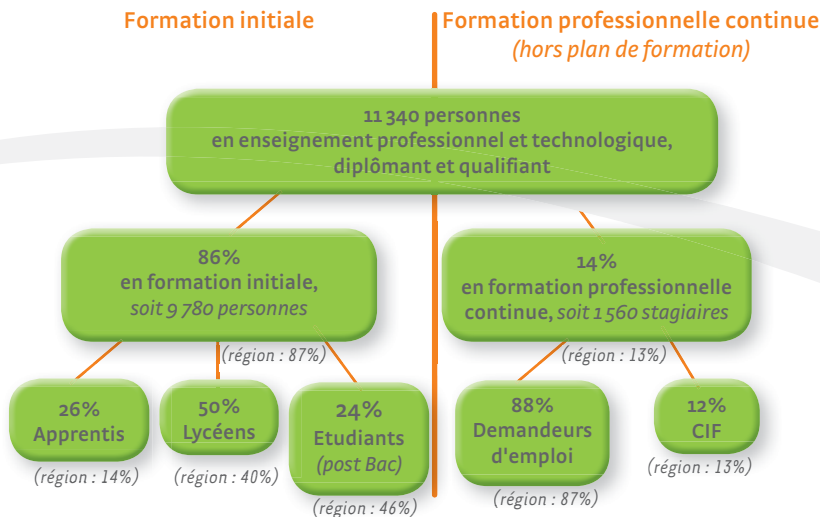 Formation initiale
Formation professionnelle continue
(hors plan de formation)
11 340 personnes
en enseignement professionnel et technologique,
diplômant et qualifiant
86%
en formation initiale,
soit 9 780 personnes
(région : 87%)
14%
en formation professionnelle
continue, soit 1 560 stagiaires
(région : 13%)
26%
Apprentis
(région : 14%)
50%
Lycéens
(région : 40%)
24%
Etudiants
(post Bac)
(région : 46%)
88%
Demandeurs
d'emploi
(région : 87%)
12%
CIF
(région : 13%)